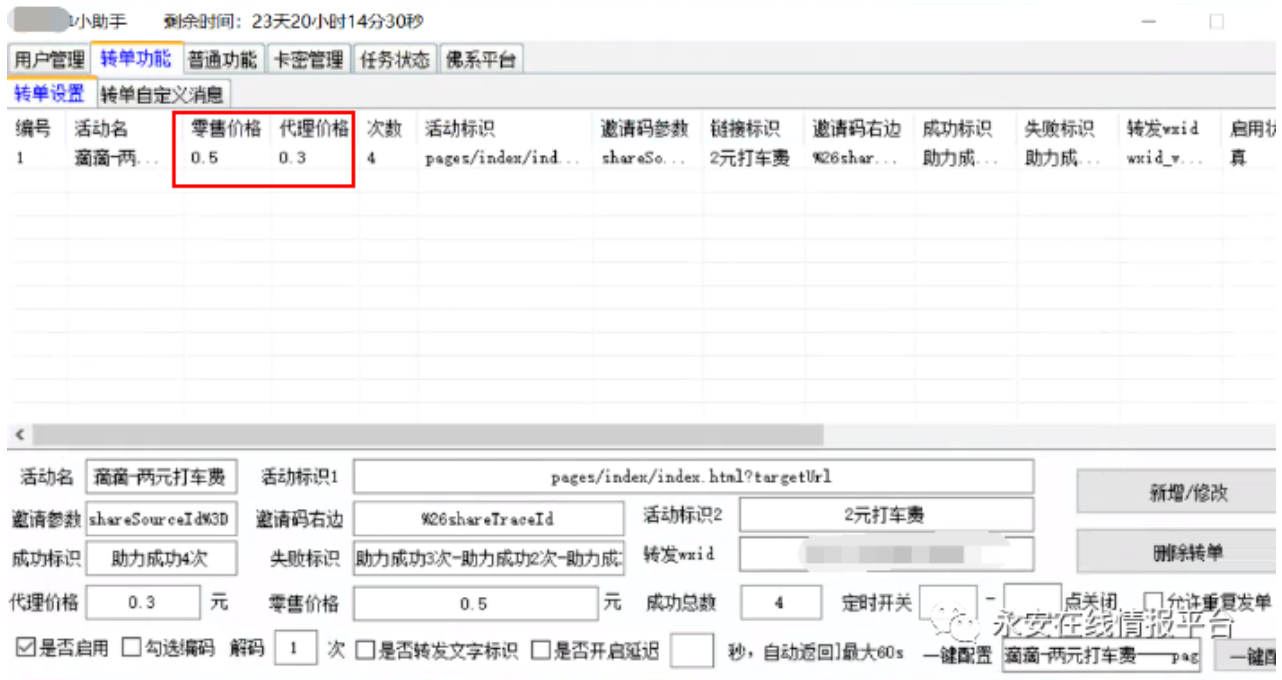 小助手 剩余时间：23天20小时14分30秒
用户管理 转单功能 普通功能 卡密管理 任务状态 佛系平台
转单设置 转单自定义消息
编号 活动名 零售价格 代理价格 次数 活动标识 邀请码参数 链接标识 邀请码右边 成功标识 失败标识 转发wxid 启用状
1 滴滴-两... 0.5 0.3 4 pages/index/ind... shareSo... 2元打车费 %26shar... 助力成... 助力成... wxid_v... 真
活动名 滴滴-两元打车费 活动标识1 pages/index/index.html?targetUrl 新增/修改
邀请参数 shareSourceId%3D 邀请码右边 %26shareTraceId 活动标识2 2元打车费
成功标识 助力成功4次 失败标识 助力成功3次-助力成功2次-助力成 转发wxid 删除转单
代理价格 0.3 元 零售价格 0.5 元 成功总数 4 定时开关 - 点关闭 允许重复发单
永安在线情报平台
是否启用 勾选编码 解码 1 次 是否转发文字标识 是否开启延迟 秒，自动返回]最大60s 一键配置 滴滴-两元打车费——pag 一键配